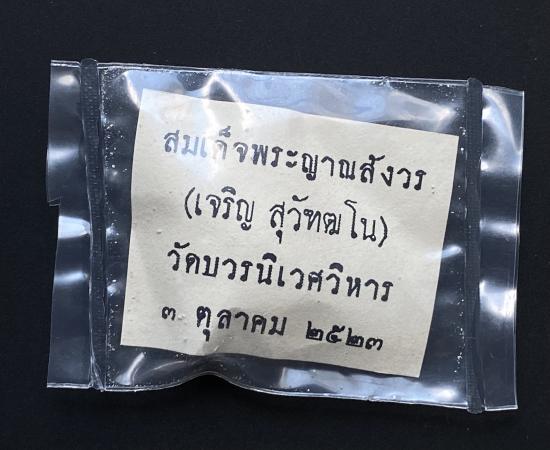 สมเด็จพระญาณสังวร
(เจริญ สุวัฑฒโน)
วัดบวรนิเวศวิหาร
๓ ตุลาคม ๒๕๒๓